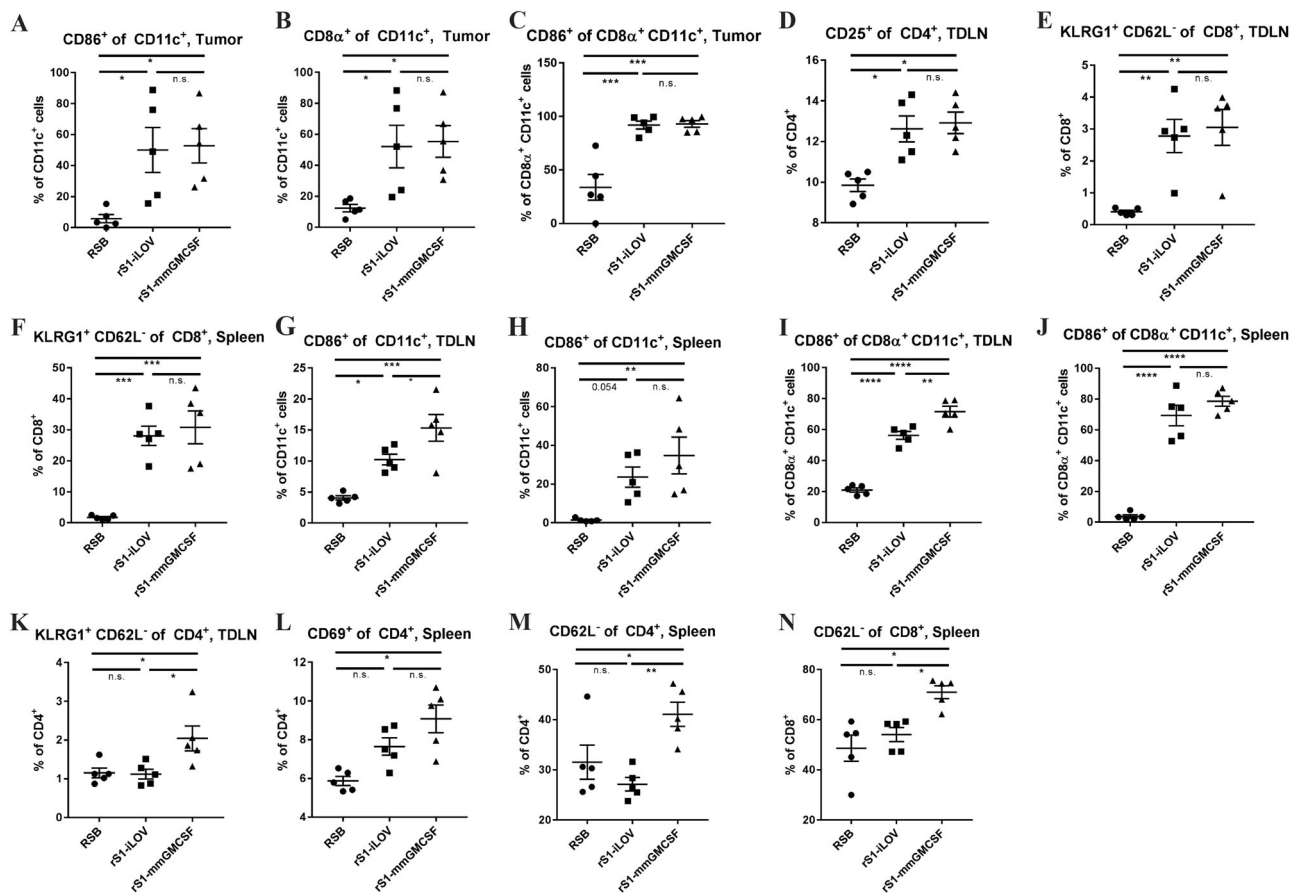 A
CD86⁺ of CD11c⁺, Tumor
*
*
n.s.
% of CD11c⁺ cells
100
80
60
40
20
0
RSB
rS1-iLOV
rS1-mmGMCSF
B
CD8α⁺ of CD11c⁺, Tumor
*
*
n.s.
% of CD11c⁺ cells
100
80
60
40
20
0
RSB
rS1-iLOV
rS1-mmGMCSF
C
CD86⁺ of CD8α⁺ CD11c⁺, Tumor
***
***
n.s.
% of CD8α⁺ CD11c⁺ cells
150
100
50
0
RSB
rS1-iLOV
rS1-mmGMCSF
D
CD25⁺ of CD4⁺, TDLN
*
*
n.s.
% of CD4⁺
16
14
12
10
8
RSB
rS1-iLOV
rS1-mmGMCSF
E
KLRG1⁺ CD62L⁻ of CD8⁺, TDLN
**
**
n.s.
% of CD8⁺
5
4
3
2
1
0
RSB
rS1-iLOV
rS1-mmGMCSF
F
KLRG1⁺ CD62L⁻ of CD8⁺, Spleen
***
***
n.s.
% of CD8⁺
50
40
30
20
10
0
RSB
rS1-iLOV
rS1-mmGMCSF
G
CD86⁺ of CD11c⁺, TDLN
***
*
*
% of CD11c⁺ cells
25
20
15
10
5
0
RSB
rS1-iLOV
rS1-mmGMCSF
H
CD86⁺ of CD11c⁺, Spleen
**
0.054
n.s.
% of CD11c⁺ cells
80
60
40
20
0
RSB
rS1-iLOV
rS1-mmGMCSF
I
CD86⁺ of CD8α⁺ CD11c⁺, TDLN
****
****
**
% of CD8α⁺ CD11c⁺ cells
100
80
60
40
20
0
RSB
rS1-iLOV
rS1-mmGMCSF
J
CD86⁺ of CD8α⁺ CD11c⁺, Spleen
****
****
n.s.
% of CD8α⁺ CD11c⁺ cells
100
80
60
40
20
0
RSB
rS1-iLOV
rS1-mmGMCSF
K
KLRG1⁺ CD62L⁻ of CD4⁺, TDLN
*
n.s.
*
% of CD4⁺
4
3
2
1
0
RSB
rS1-iLOV
rS1-mmGMCSF
L
CD69⁺ of CD4⁺, Spleen
*
n.s.
n.s.
% of CD4⁺
12
10
8
6
4
RSB
rS1-iLOV
rS1-mmGMCSF
M
CD62L⁻ of CD4⁺, Spleen
*
n.s.
**
% of CD4⁺
50
40
30
20
RSB
rS1-iLOV
rS1-mmGMCSF
N
CD62L⁻ of CD8⁺, Spleen
*
n.s.
*
% of CD8⁺
80
60
40
20
RSB
rS1-iLOV
rS1-mmGMCSF